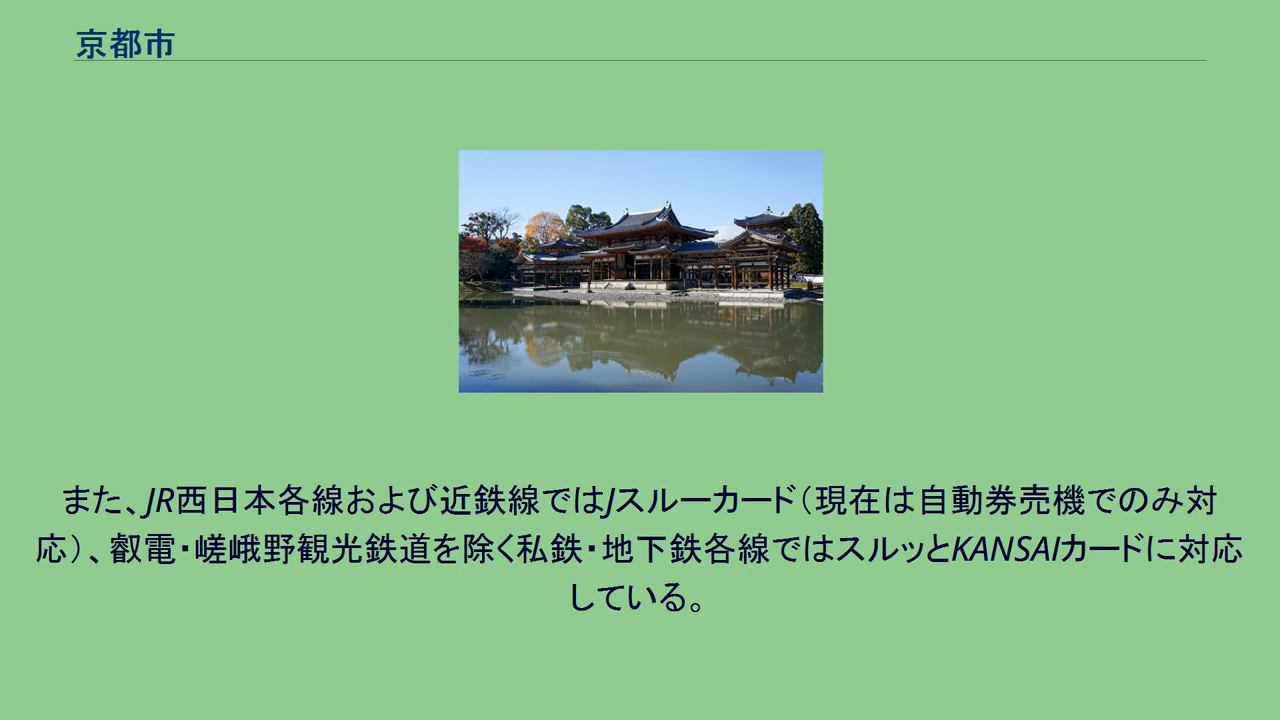 京都市
また、JR西日本各線および近鉄線ではJスルーカード（現在は自動券売機でのみ対
応）、叡電・嵯峨野観光鉄道を除く私鉄・地下鉄各線ではスルッとKANSAIカードに対応
している。